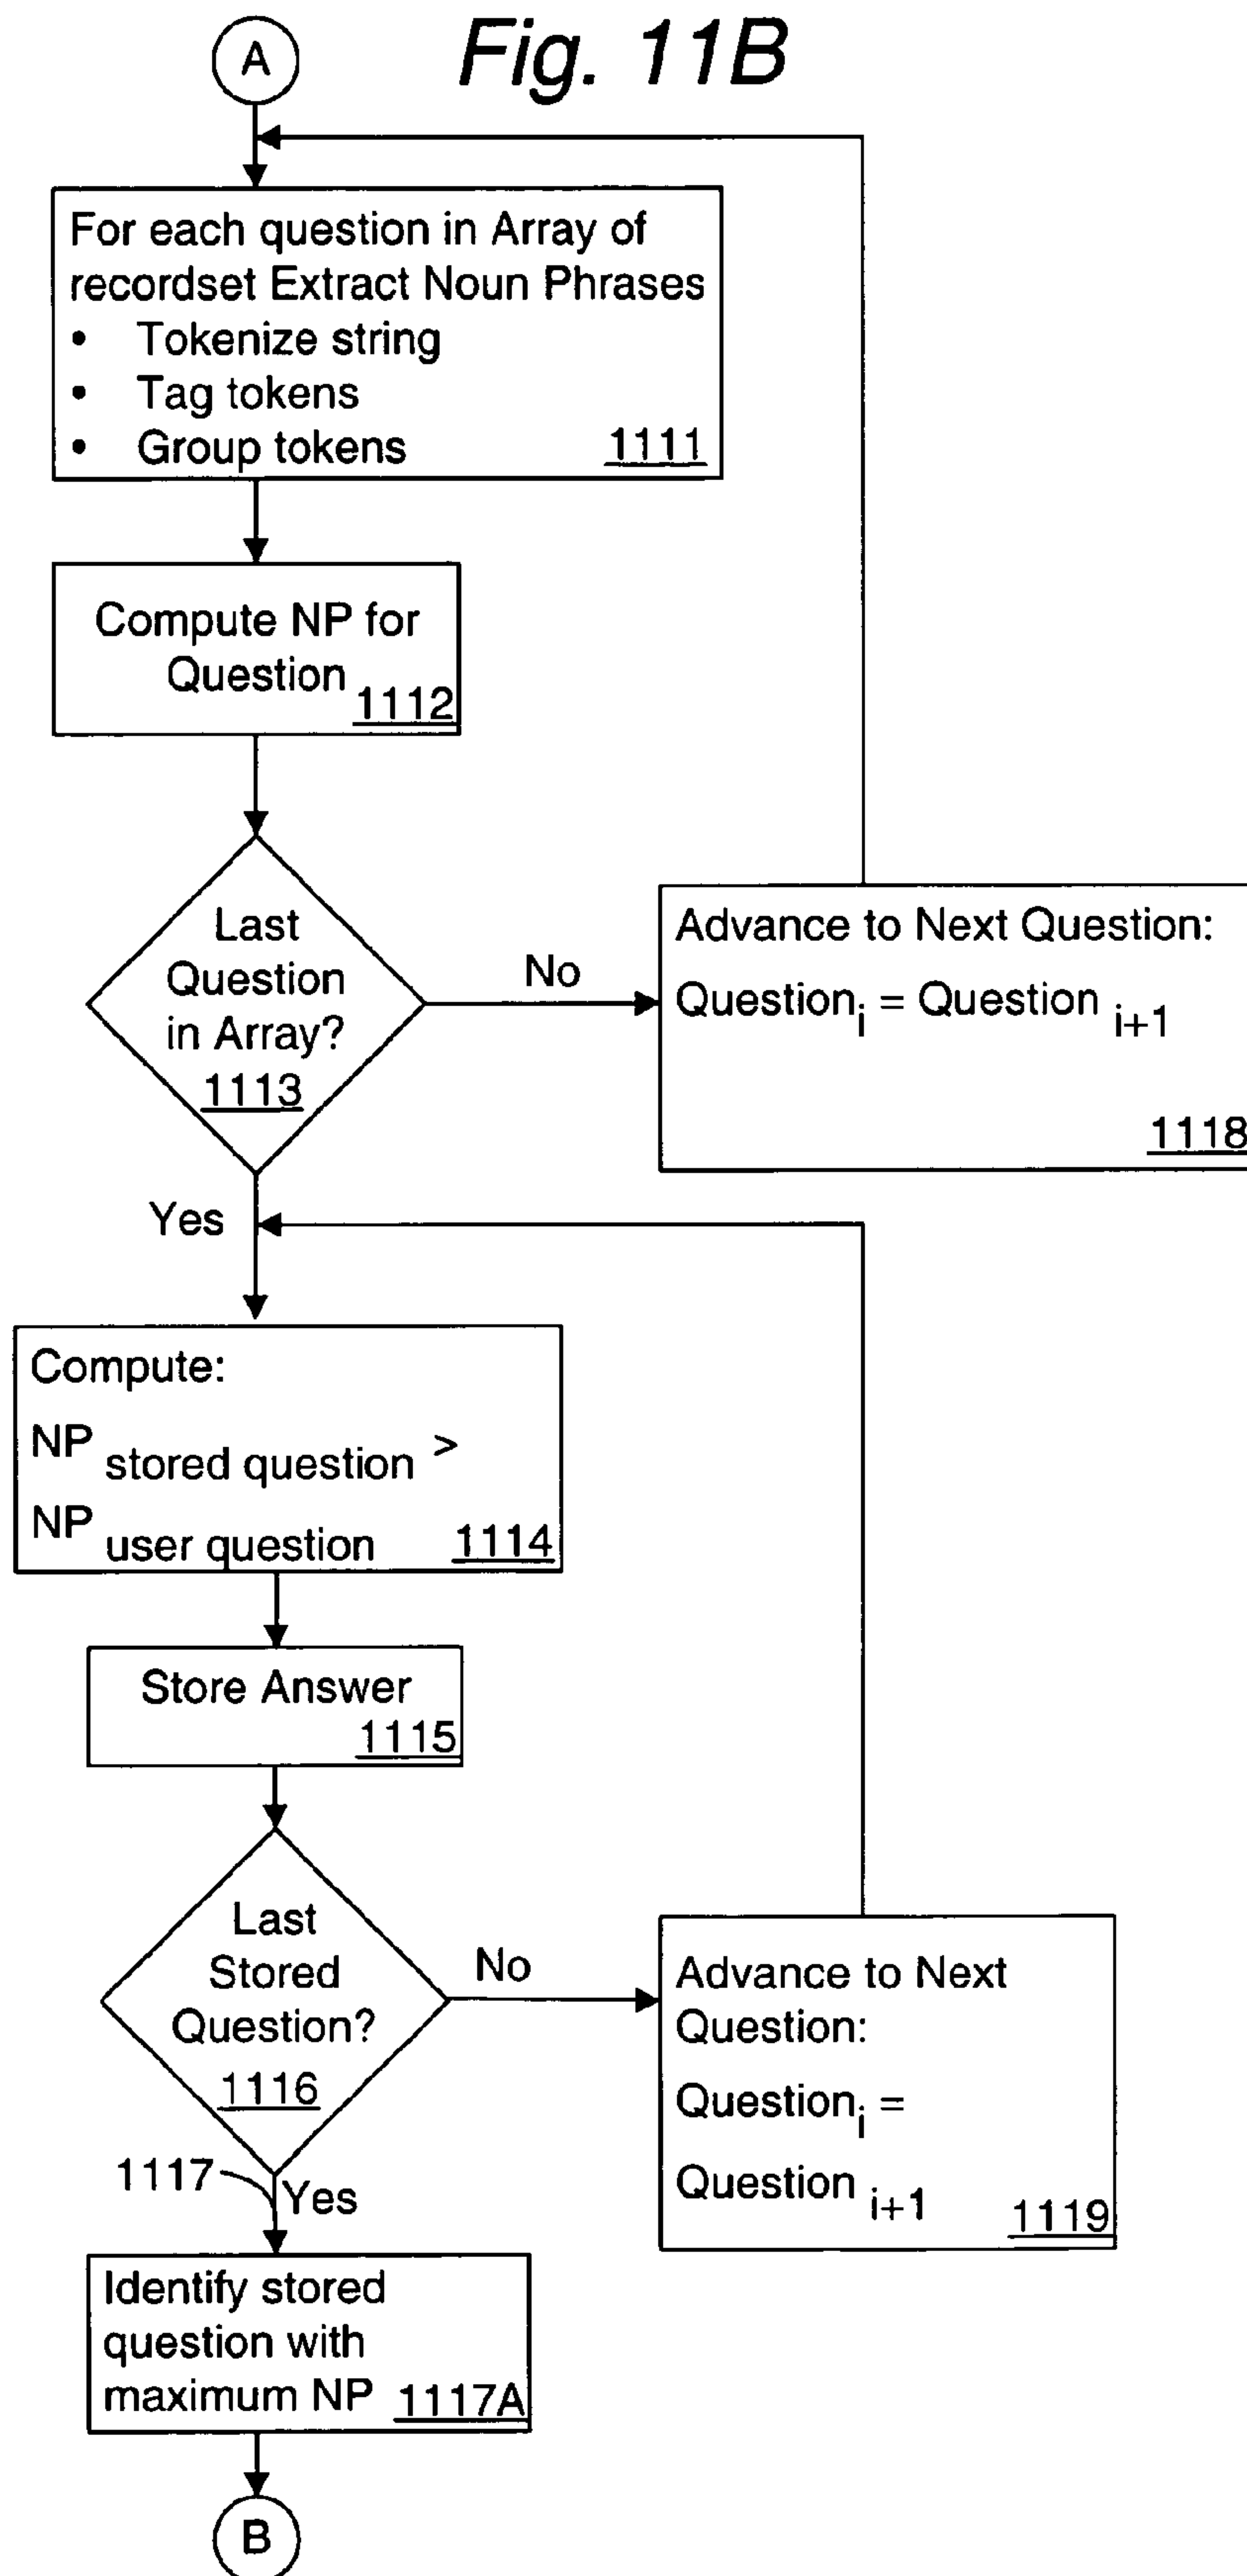 Fig. 11B
A
For each question in Array of
recordset Extract Noun Phrases
• Tokenize string
• Tag tokens
• Group tokens 1111
Compute NP for
Question 1112
Last
Question
in Array?
1113
No
Advance to Next Question:
Question i = Question i+1
1118
Yes
Compute:
NP stored question >
NP user question 1114
Store Answer
1115
Last
Stored
Question?
1116
No
Advance to Next
Question:
Question i =
Question i+1 1119
1117
Yes
Identify stored
question with
maximum NP 1117A
B